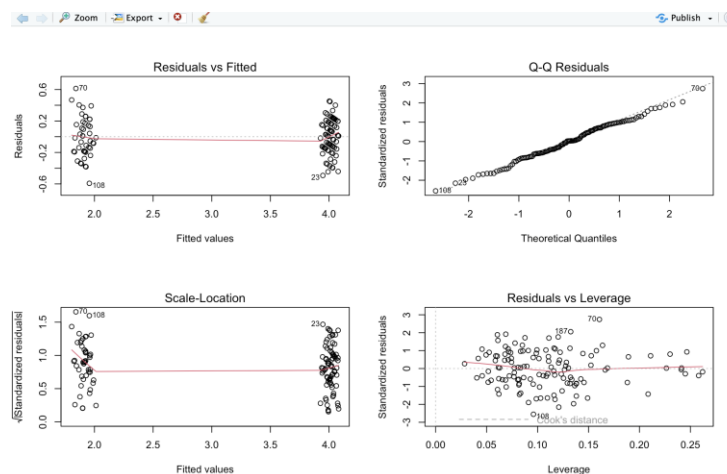 Zoom Export Publish
Residuals vs Fitted
Residuals
0.6
0.2
-0.2
-0.6
70
108
23
2.0 2.5 3.0 3.5 4.0
Fitted values
Q-Q Residuals
Standardized residuals
3
2
1
0
-1
-2
70
23
108
-2 -1 0 1 2
Theoretical Quantiles
Scale-Location
√|Standardized residuals|
1.5
1.0
0.5
0.0
70
108
23
2.0 2.5 3.0 3.5 4.0
Fitted values
Residuals vs Leverage
Standardized residuals
3
2
1
0
-1
-2
-3
70
187
108
Cook's distance
0.00 0.05 0.10 0.15 0.20 0.25
Leverage